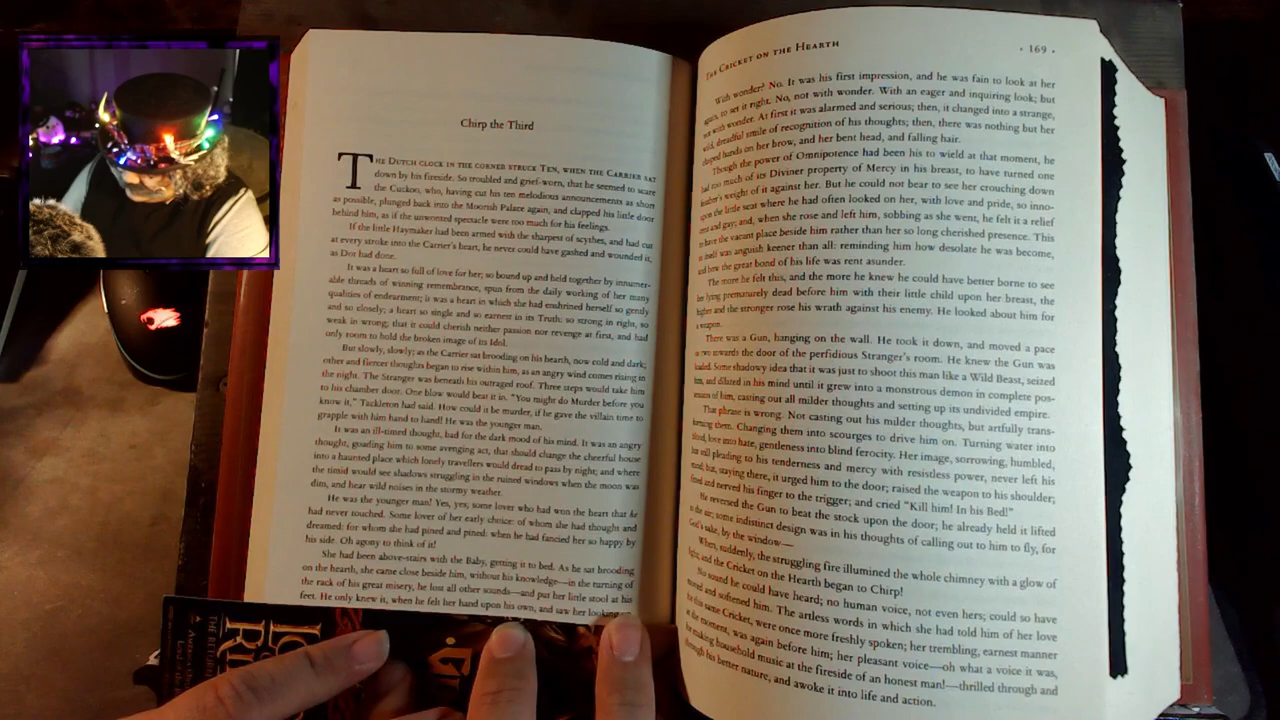 Chirp the Third
THE DUTCH CLOCK IN THE CORNER STRUCK TEN, WHEN THE CARRIER SAT
down by his fireside. So troubled and grief-worn, that he seemed to scare
the Cuckoo, who, having cut his ten melodious announcements as short
as possible, plunged back into the Moorish Palace again, and clapped his little door
behind him, as if the unwonted spectacle were too much for his feelings.
If the little Haymaker had been armed with the sharpest of scythes, and had cut
at every stroke into the Carrier's heart, he never could have gashed and wounded it,
as Dot had done.
It was a heart so full of love for her; so bound up and held together by innumer-
able threads of winning remembrance, spun from the daily working of her many
qualities of endearment; it was a heart in which she had enshrined herself so gently
and so closely; a heart so single and so earnest in its Truth: so strong in right, so
weak in wrong; that it could cherish neither passion nor revenge at first, and had
only room to hold the broken image of its Idol.
But slowly, slowly; as the Carrier sat brooding on his hearth, now cold and dark;
other and fiercer thoughts began to rise within him, as an angry wind comes rising in
the night. The Stranger was beneath his outraged roof. Three steps would take him
to his chamber door. One blow would beat it in. "You might do Murder before you
know it," Tackleton had said. How could it be murder, if he gave the villain time to
grapple with him hand to hand! He was the younger man.
It was an ill-timed thought, bad for the dark mood of his mind. It was an angry
thought, goading him to some avenging act, that should change the cheerful house
into a haunted place which lonely travellers would dread to pass by night; and where
the timid would see shadows struggling in the ruined windows when the moon was
dim, and hear wild noises in the stormy weather.
He was the younger man! Yes, yes; some lover who had won the heart that he
had never touched. Some lover of her early choice: of whom she had thought and
dreamed: for whom she had pined and pined: when he had fancied her so happy by
his side. Oh agony to think of it!
She had been above-stairs with the Baby, getting it to bed. As he sat brooding
on the hearth, she came close beside him, without his knowledge—in the turning of
the rack of his great misery, he lost all other sounds—and put her little stool at his
feet. He only knew it, when he felt her hand upon his own, and saw her looking
THE CRICKET ON THE HEARTH · 169 ·
With wonder? No. It was his first impression, and he was fain to look at her
again, to set it right. No, not with wonder. With an eager and inquiring look; but
not with wonder. At first it was alarmed and serious; then, it changed into a strange,
wild, dreadful smile of recognition of his thoughts; then, there was nothing but her
clasped hands on her brow, and her bent head, and falling hair.
Though the power of Omnipotence had been his to wield at that moment, he
had too much of its Diviner property of Mercy in his breast, to have turned one
feather's weight of it against her. But he could not bear to see her crouching down
upon the little seat where he had often looked on her, with love and pride, so inno-
cent and gay; and, when she rose and left him, sobbing as she went, he felt it a relief
to have the vacant place beside him rather than her so long cherished presence. This
in itself was anguish keener than all: reminding him how desolate he was become,
and how the great bond of his life was rent asunder.
The more he felt this, and the more he knew he could have better borne to see
her lying prematurely dead before him with their little child upon her breast, the
higher and the stronger rose his wrath against his enemy. He looked about him for
a weapon.
There was a Gun, hanging on the wall. He took it down, and moved a pace
or two towards the door of the perfidious Stranger's room. He knew the Gun was
loaded. Some shadowy idea that it was just to shoot this man like a Wild Beast, seized
him, and dilated in his mind until it grew into a monstrous demon in complete pos-
session of him, casting out all milder thoughts and setting up its undivided empire.
That phrase is wrong. Not casting out his milder thoughts, but artfully trans-
forming them. Changing them into scourges to drive him on. Turning water into
blood, love into hate, gentleness into blind ferocity. Her image, sorrowing, humbled,
but still pleading to his tenderness and mercy with resistless power, never left his
mind; but, staying there, it urged him to the door; raised the weapon to his shoulder;
fitted and nerved his finger to the trigger; and cried "Kill him! In his Bed!"
He reversed the Gun to beat the stock upon the door; he already held it lifted
in the air; some indistinct design was in his thoughts of calling out to him to fly, for
God's sake, by the window—
When, suddenly, the struggling fire illumined the whole chimney with a glow of
light; and the Cricket on the Hearth began to Chirp!
No sound he could have heard; no human voice, not even hers; could so have
moved and softened him. The artless words in which she had told him of her love
for this same Cricket, were once more freshly spoken; her trembling, earnest manner
at the moment, was again before him; her pleasant voice—oh what a voice it was,
for making household music at the fireside of an honest man!—thrilled through and
through his better nature, and awoke it into life and action.